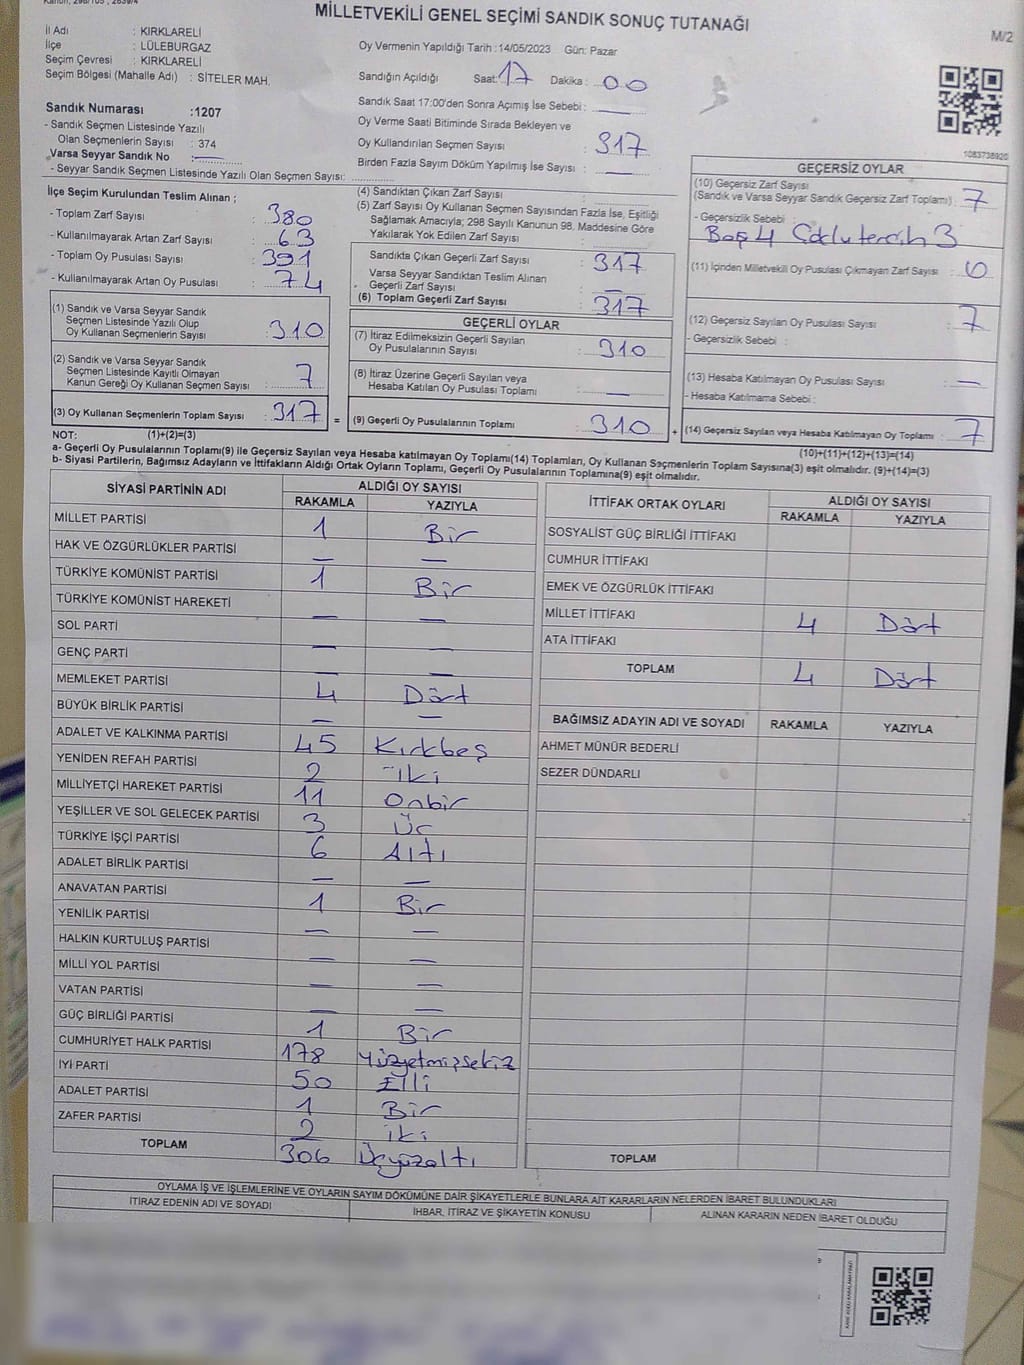 Kanun, 298/105 , 2839/4
MİLLETVEKİLİ GENEL SEÇİMİ SANDIK SONUÇ TUTANAĞI
M/2
İl Adı : KIRKLARELİ
İlçe : LÜLEBURGAZ
Seçim Çevresi : KIRKLARELİ
Seçim Bölgesi (Mahalle Adı) : SİTELER MAH.
Oy Vermenin Yapıldığı Tarih :14/05/2023 Gün: Pazar
Sandığın Açıldığı Saat: 17 Dakika : 00
Sandık Numarası :1207
- Sandık Seçmen Listesinde Yazılı
Olan Seçmenlerin Sayısı : 374
Varsa Seyyar Sandık No : —
- Seyyar Sandık Seçmen Listesinde Yazılı Olan Seçmen Sayısı:
Sandık Saat 17:00'den Sonra Açımış İse Sebebi : —
Oy Verme Saati Bitiminde Sırada Bekleyen ve
Oy Kullandırılan Seçmen Sayısı : 317
Birden Fazla Sayım Döküm Yapılmış İse Sayısı : —
1083738920
İlçe Seçim Kurulundan Teslim Alınan ;
- Toplam Zarf Sayısı : 380
- Kullanılmayarak Artan Zarf Sayısı : 63
- Toplam Oy Pusulası Sayısı : 391
- Kullanılmayarak Artan Oy Pusulası : 74
(1) Sandık ve Varsa Seyyar Sandık
Seçmen Listesinde Yazılı Olup
Oy Kullanan Seçmenlerin Sayısı : 310
(2) Sandık ve Varsa Seyyar Sandık
Seçmen Listesinde Kayıtlı Olmayan
Kanun Gereği Oy Kullanan Seçmen Sayısı : 7
(3) Oy Kullanan Seçmenlerin Toplam Sayısı : 317 =
(4) Sandıktan Çıkan Zarf Sayısı :
(5) Zarf Sayısı Oy Kullanan Seçmen Sayısından Fazla İse, Eşitliği
Sağlamak Amacıyla; 298 Sayılı Kanunun 98. Maddesine Göre
Yakılarak Yok Edilen Zarf Sayısı :
Sandıkta Çıkan Geçerli Zarf Sayısı : 317
Varsa Seyyar Sandıktan Teslim Alınan
Geçerli Zarf Sayısı : —
(6) Toplam Geçerli Zarf Sayısı : 317
GEÇERLİ OYLAR
(7) İtiraz Edilmeksizin Geçerli Sayılan
Oy Pusulalarının Sayısı : 310
(8) İtiraz Üzerine Geçerli Sayılan veya
Hesaba Katılan Oy Pusulası Toplamı : —
(9) Geçerli Oy Pusulalarının Toplamı : 310 +
GEÇERSİZ OYLAR
(10) Geçersiz Zarf Sayısı
(Sandık ve Varsa Seyyar Sandık Geçersiz Zarf Toplamı) : 7
- Geçersizlik Sebebi :
Boş 4 Çoklu tercih 3
(11) İçinden Milletvekili Oy Pusulası Çıkmayan Zarf Sayısı : 0
(12) Geçersiz Sayılan Oy Pusulası Sayısı : 7
- Geçersizlik Sebebi :
(13) Hesaba Katılmayan Oy Pusulası Sayısı : —
- Hesaba Katılmama Sebebi :
(14) Geçersiz Sayılan veya Hesaba Katılmayan Oy Toplamı : 7
NOT: (1)+(2)=(3)
(10)+(11)+(12)+(13)=(14)
a- Geçerli Oy Pusulalarının Toplamı(9) ile Geçersiz Sayılan veya Hesaba katılmayan Oy Toplamı(14) Toplamları, Oy Kullanan Seçmenlerin Toplam Sayısına(3) eşit olmalıdır. (9)+(14)=(3)
b- Siyasi Partilerin, Bağımsız Adayların ve İttifakların Aldığı Ortak Oyların Toplamı, Geçerli Oy Pusulalarının Toplamına(9) eşit olmalıdır.
SİYASİ PARTİNİN ADI ALDIĞI OY SAYISI
RAKAMLA YAZIYLA
MİLLET PARTİSİ 1 Bir
HAK VE ÖZGÜRLÜKLER PARTİSİ — —
TÜRKİYE KOMÜNİST PARTİSİ 1 Bir
TÜRKİYE KOMÜNİST HAREKETİ — —
SOL PARTİ — —
GENÇ PARTİ — —
MEMLEKET PARTİSİ 4 Dört
BÜYÜK BİRLİK PARTİSİ — —
ADALET VE KALKINMA PARTİSİ 45 Kırkbeş
YENİDEN REFAH PARTİSİ 2 iki
MİLLİYETÇİ HAREKET PARTİSİ 11 Onbir
YEŞİLLER VE SOL GELECEK PARTİSİ 3 Üç
TÜRKİYE İŞÇİ PARTİSİ 6 Altı
ADALET BİRLİK PARTİSİ — —
ANAVATAN PARTİSİ 1 Bir
YENİLİK PARTİSİ — —
HALKIN KURTULUŞ PARTİSİ — —
MİLLİ YOL PARTİSİ — —
VATAN PARTİSİ — —
GÜÇ BİRLİĞİ PARTİSİ 1 Bir
CUMHURİYET HALK PARTİSİ 178 Yüzyetmişsekiz
İYİ PARTİ 50 Elli
ADALET PARTİSİ 1 Bir
ZAFER PARTİSİ 2 iki
TOPLAM 306 Üçyüzaltı
İTTİFAK ORTAK OYLARI ALDIĞI OY SAYISI
RAKAMLA YAZIYLA
SOSYALİST GÜÇ BİRLİĞİ İTTİFAKI
CUMHUR İTTİFAKI
EMEK VE ÖZGÜRLÜK İTTİFAKI
MİLLET İTTİFAKI 4 Dört
ATA İTTİFAKI
TOPLAM 4 Dört
BAĞIMSIZ ADAYIN ADI VE SOYADI RAKAMLA YAZIYLA
AHMET MÜNÜR BEDERLİ
SEZER DÜNDARLI
TOPLAM
OYLAMA İŞ VE İŞLEMLERİNE VE OYLARIN SAYIM DÖKÜMÜNE DAİR ŞİKAYETLERLE BUNLARA AİT KARARLARIN NELERDEN İBARET BULUNDUKLARI
İTİRAZ EDENİN ADI VE SOYADI İHBAR, İTİRAZ VE ŞİKAYETİN KONUSU ALINAN KARARIN NEDEN İBARET OLDUĞU